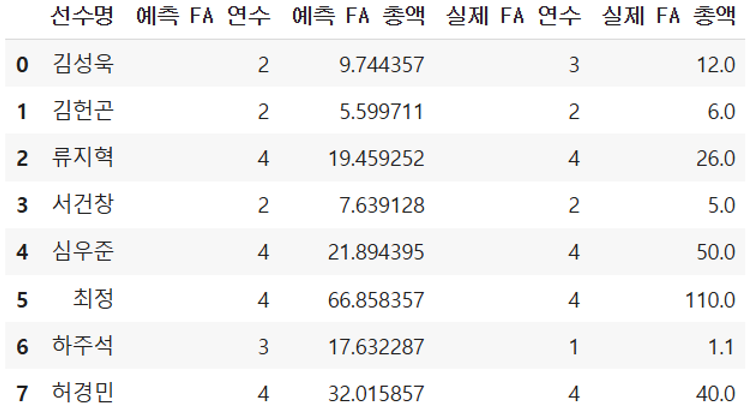 선수명 예측 FA 연수 예측 FA 총액 실제 FA 연수 실제 FA 총액
0 김성욱 2 9.744357 3 12.0
1 김헌곤 2 5.599711 2 6.0
2 류지혁 4 19.459252 4 26.0
3 서건창 2 7.639128 2 5.0
4 심우준 4 21.894395 4 50.0
5 최정 4 66.858357 4 110.0
6 하주석 3 17.632287 1 1.1
7 허경민 4 32.015857 4 40.0